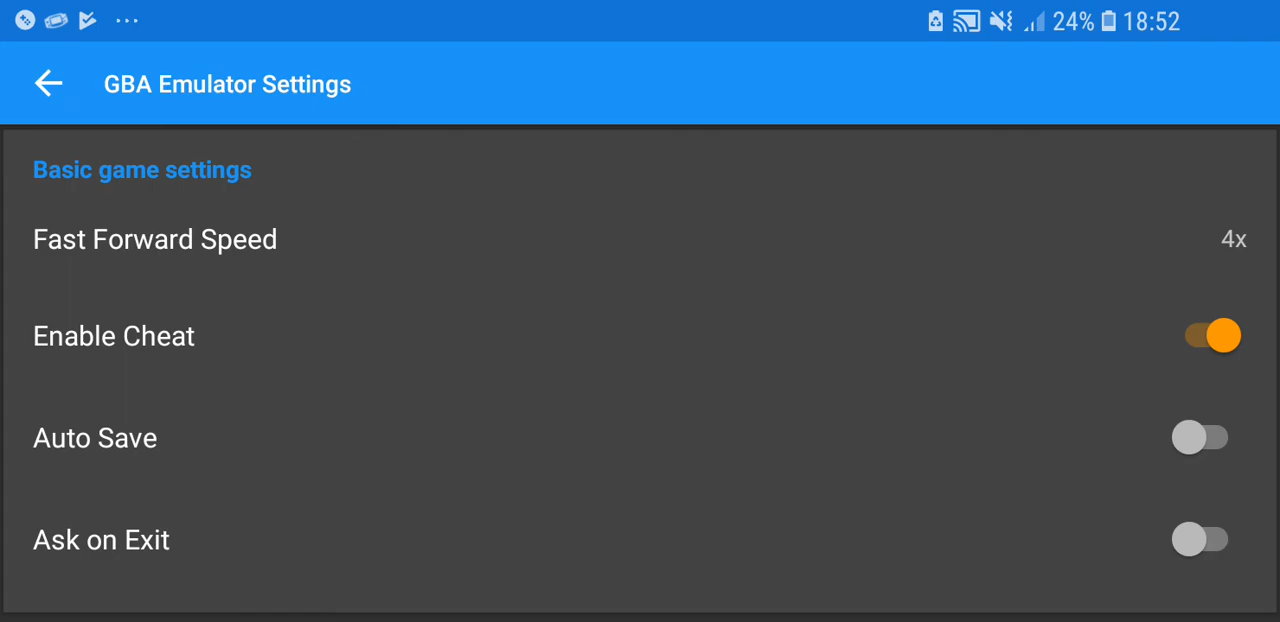 24% 18:52
GBA Emulator Settings
Basic game settings
Fast Forward Speed 4x
Enable Cheat
Auto Save
Ask on Exit